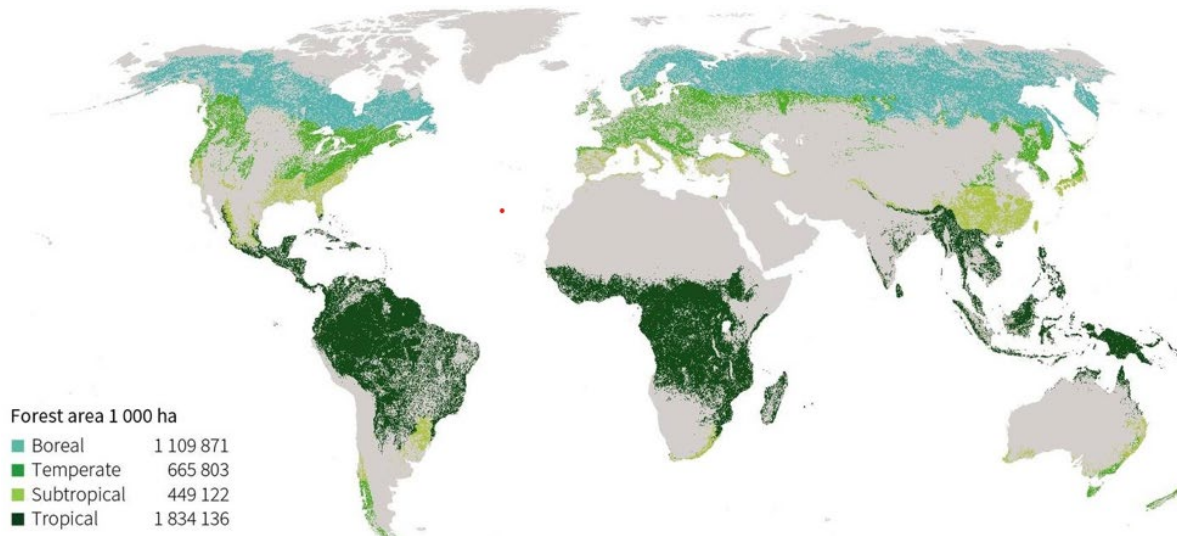 Forest area 1 000 ha
Boreal 1 109 871
Temperate 665 803
Subtropical 449 122
Tropical 1 834 136